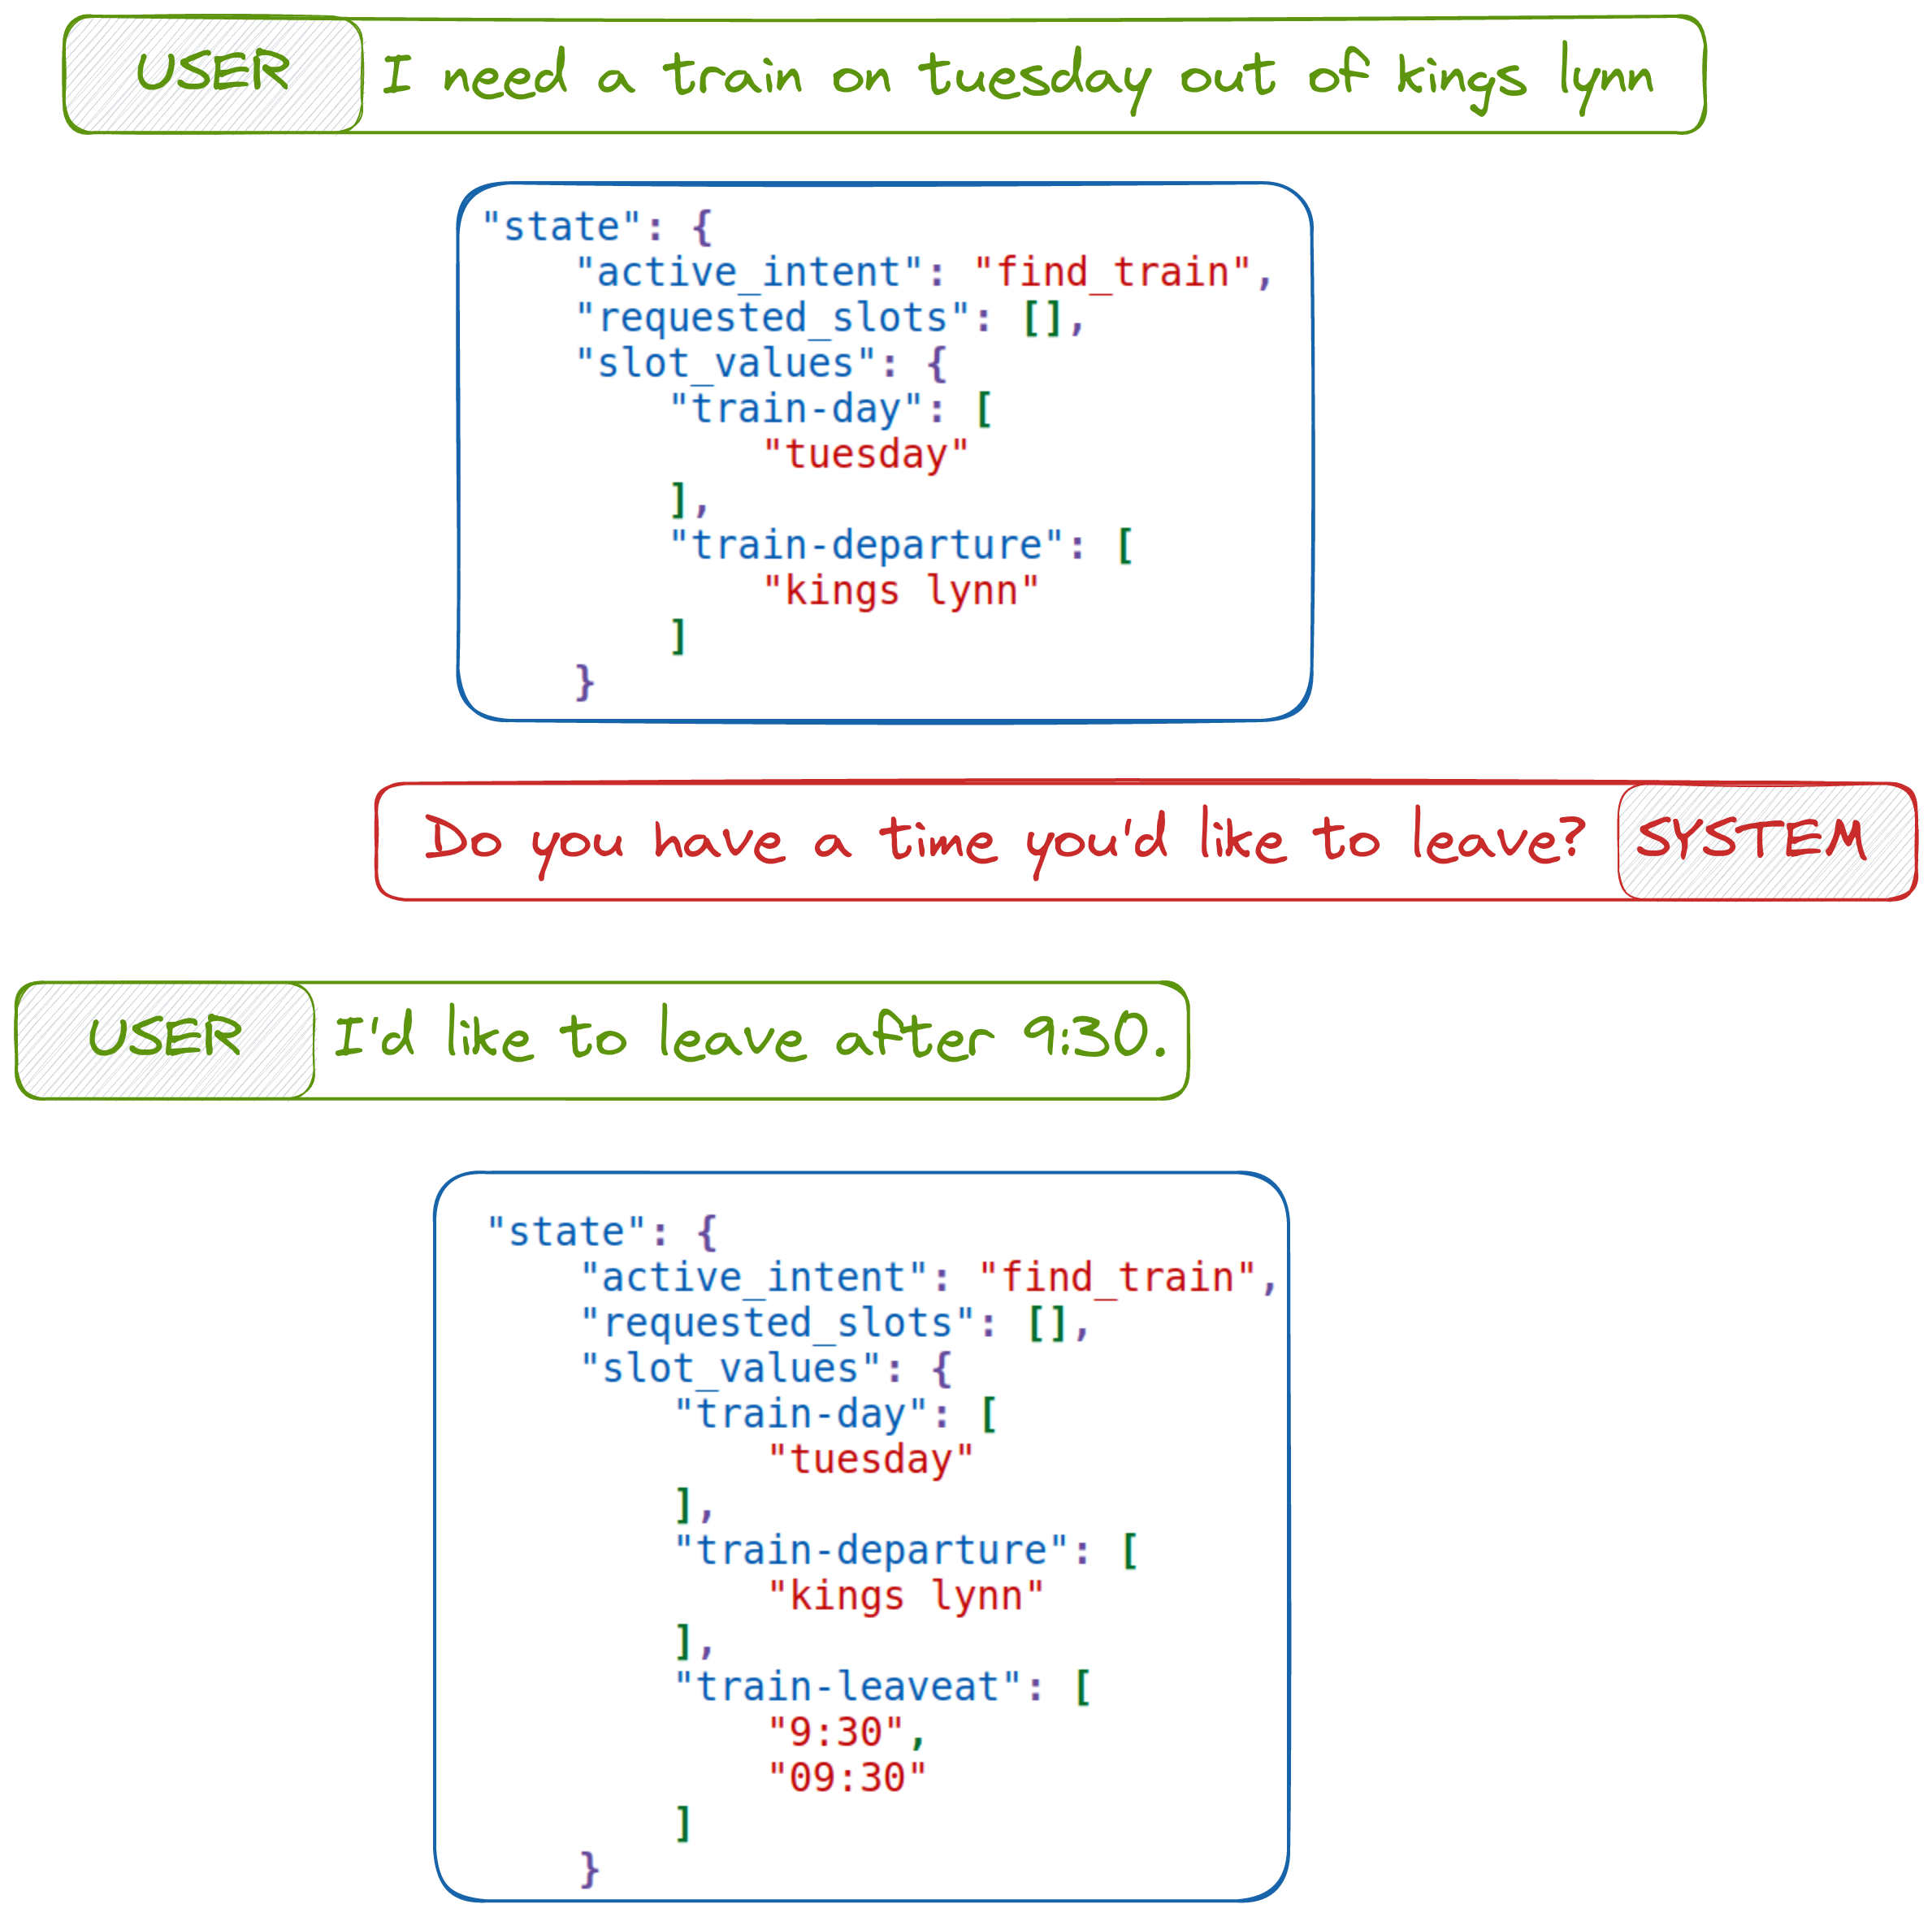 USER I need a train on tuesday out of kings lynn
"state": {
"active_intent": "find_train",
"requested_slots": [],
"slot_values": {
"train-day": [
"tuesday"
],
"train-departure": [
"kings lynn"
]
}
Do you have a time you'd like to leave? SYSTEM
USER I'd like to leave after 9:30.
"state": {
"active_intent": "find_train",
"requested_slots": [],
"slot_values": {
"train-day": [
"tuesday"
],
"train-departure": [
"kings lynn"
],
"train-leaveat": [
"9:30",
"09:30"
]
}